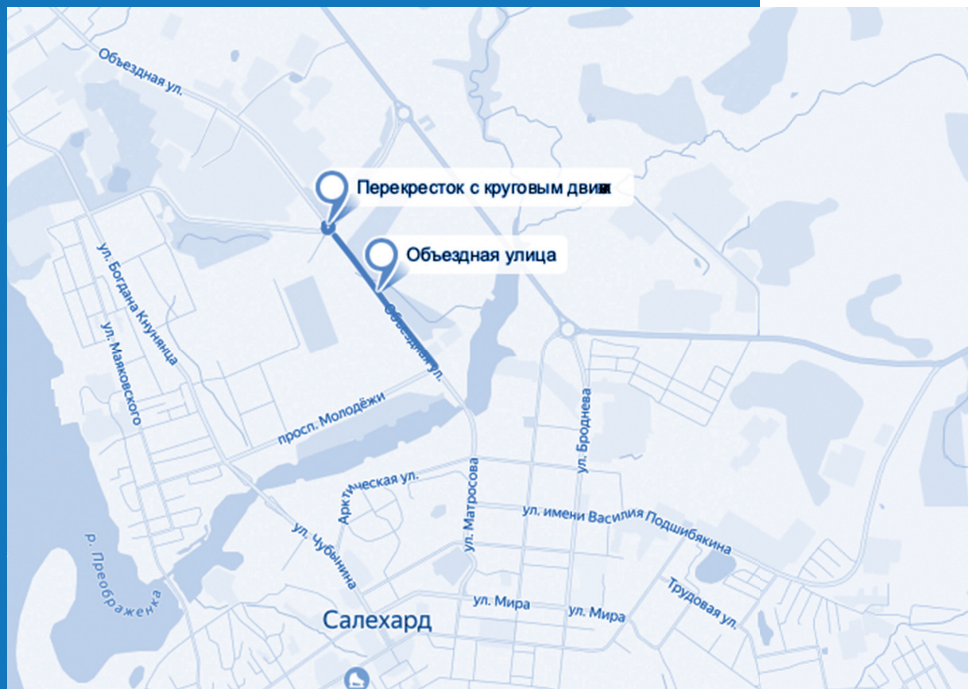 Объездная ул.
Перекресток с круговым
Объездная улица
Объездная ул.
ул. Богдана Кнунянца
ул. Маяковского
просп. Молодёжи
ул. Броднева
Арктическая ул.
ул. Матросова
ул. имени Василия Подшибякина
ул. Чубынина
р. Преображенка
ул. Мира
ул. Мира
Трудовая ул.
Салехард